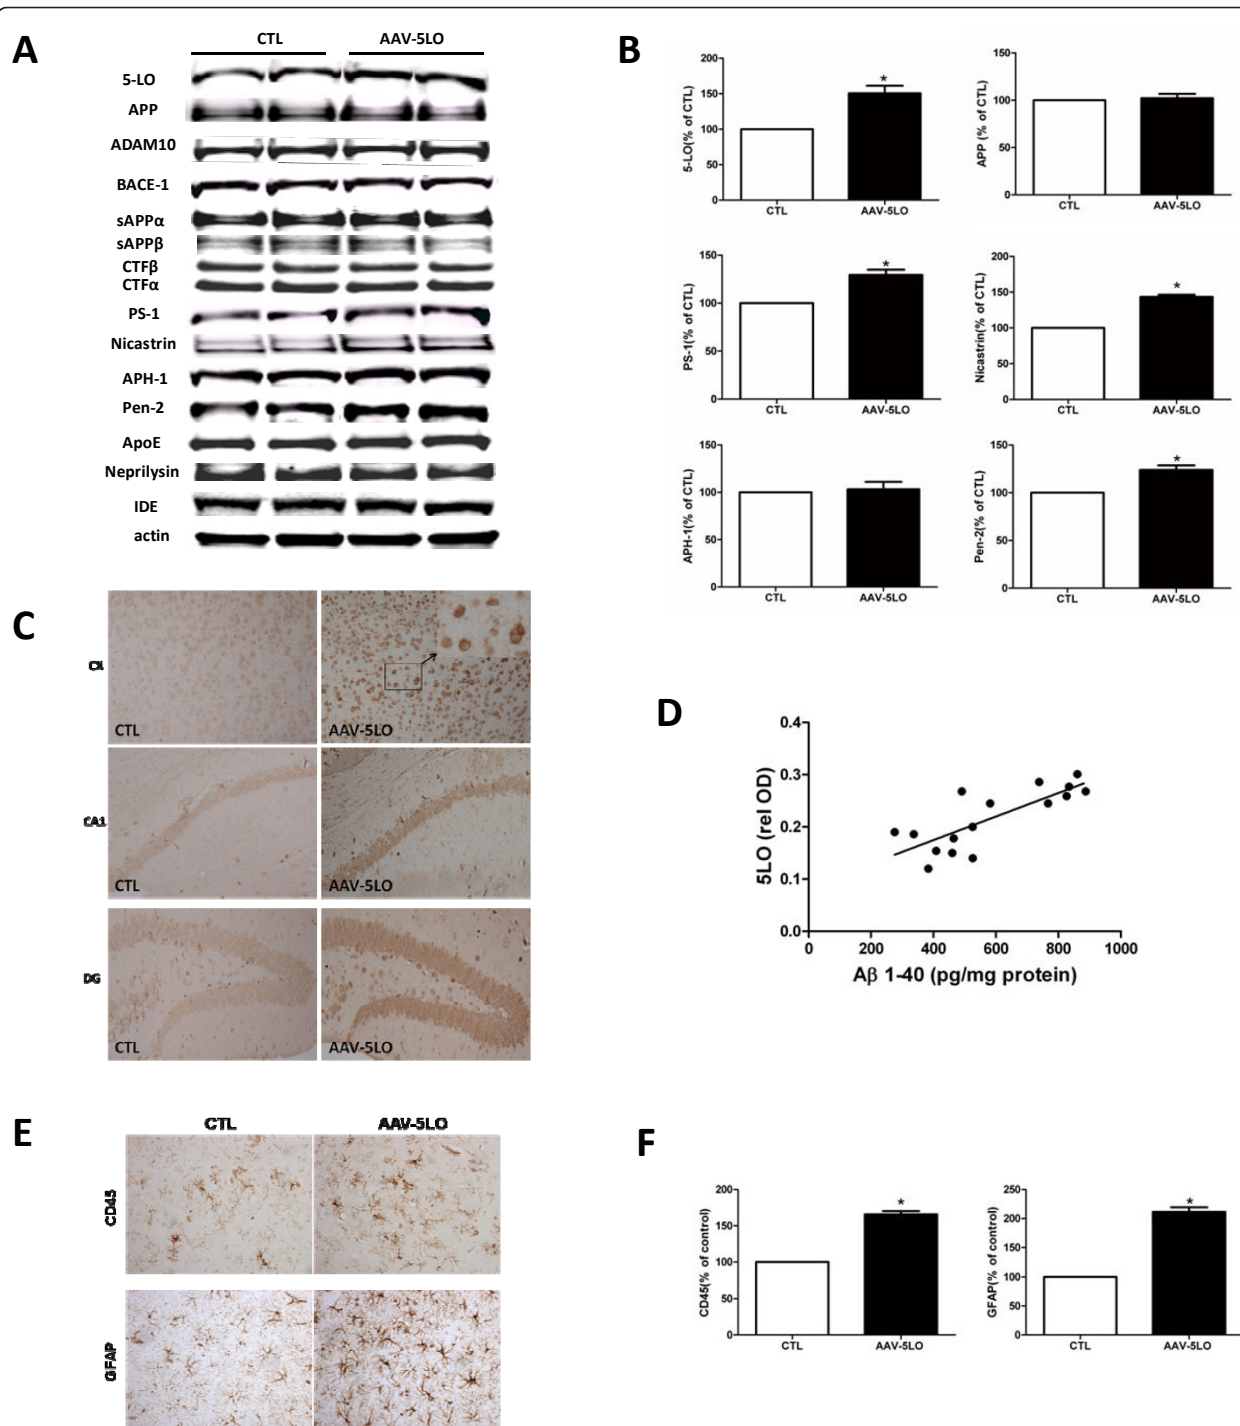 A
CTL AAV-5LO
5-LO
APP
ADAM10
BACE-1
sAPPα
sAPPβ
CTFβ
CTFα
PS-1
Nicastrin
APH-1
Pen-2
ApoE
Neprilysin
IDE
actin
B
5-LO(% of CTL)
200
150
100
50
0
CTL AAV-5LO
*
APP (% of CTL)
150
100
50
0
CTL AAV-5LO
PS-1(% of CTL)
150
100
50
0
CTL AAV-5LO
*
Nicastrin(% of CTL)
200
150
100
50
0
CTL AAV-5LO
*
APH-1(% of CTL)
150
100
50
0
CTL AAV-5LO
Pen-2(% of CTL)
150
100
50
0
CTL AAV-5LO
*
C
CX
CTL AAV-5LO
CA1
CTL AAV-5LO
DG
CTL AAV-5LO
D
5LO (rel OD)
0.4
0.3
0.2
0.1
0.0
0 200 400 600 800 1000
Aβ 1-40 (pg/mg protein)
E
CTL AAV-5LO
CD45
GFAP
F
CD45(% of control)
200
150
100
50
0
CTL AAV-5LO
*
GFAP(% of control)
250
200
150
100
50
0
CTL AAV-5LO
*